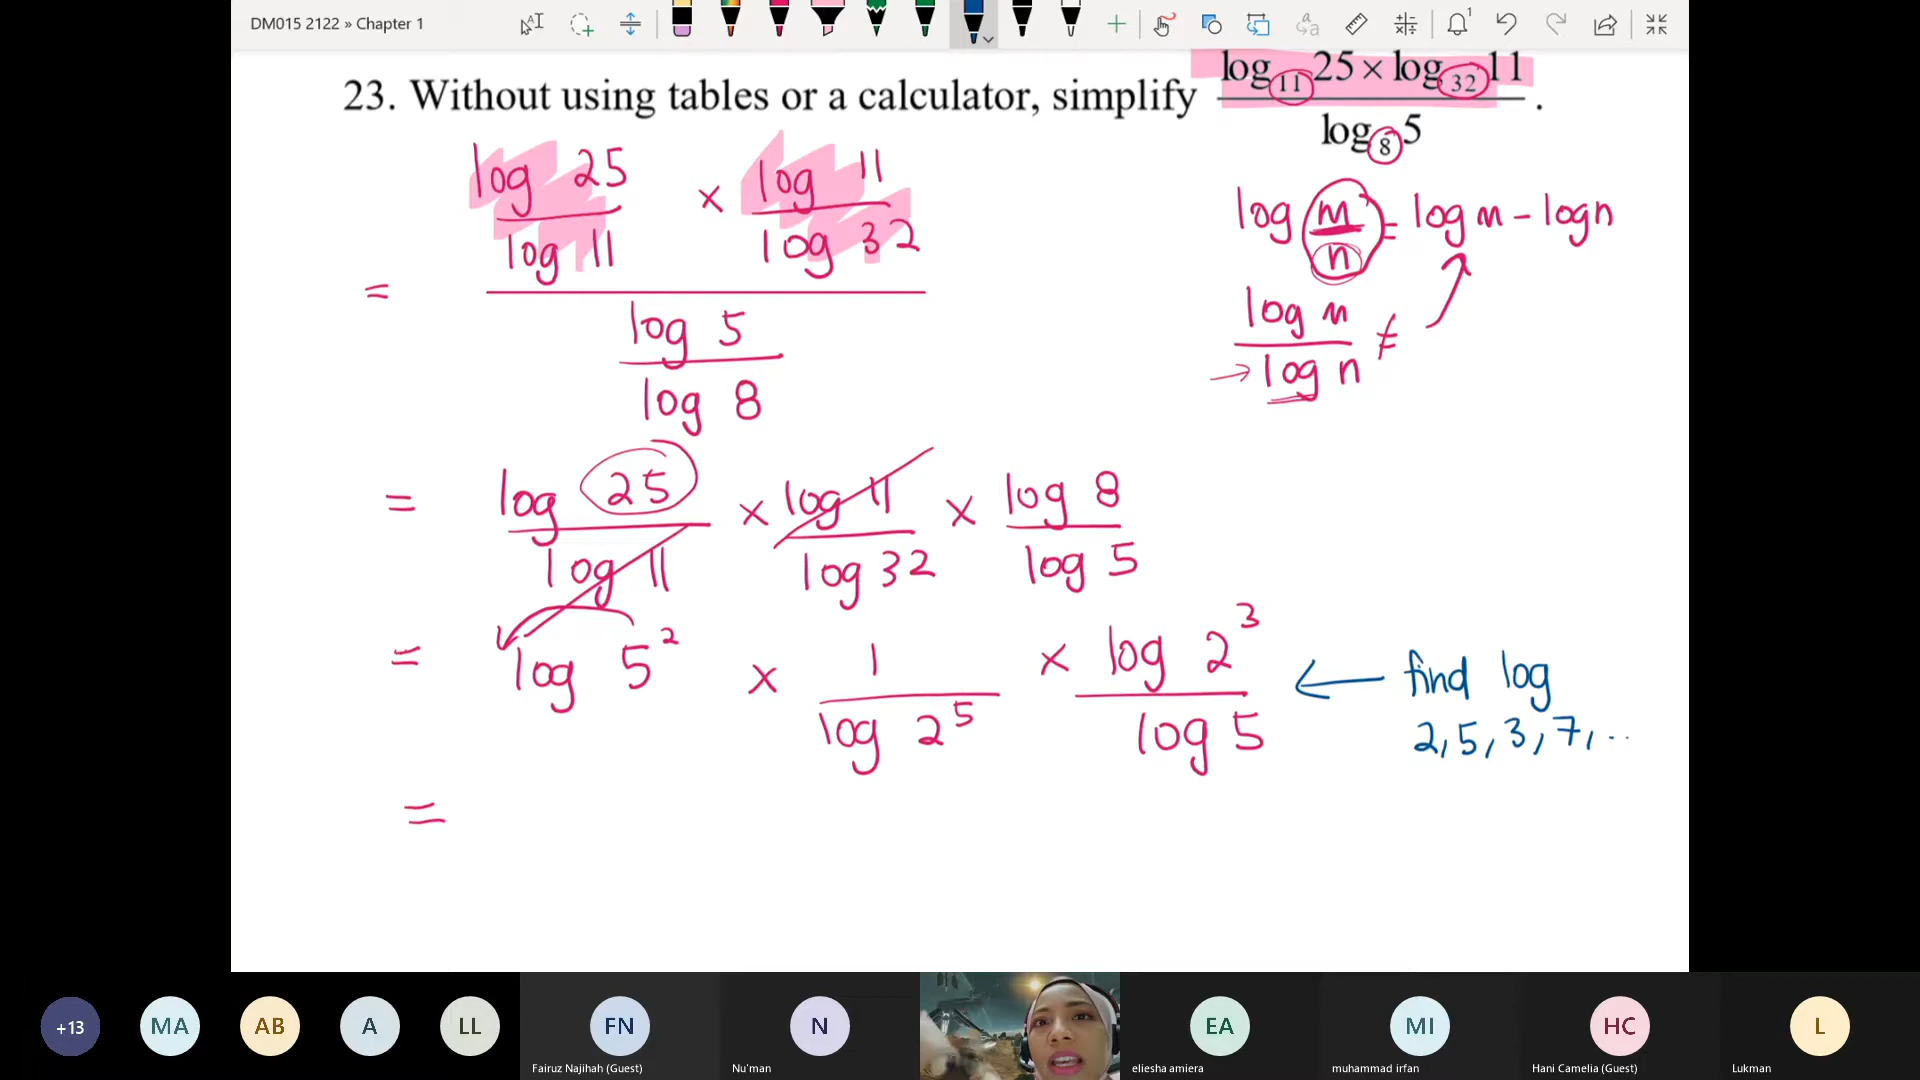 DM015 2122 » Chapter 1
1
23. Without using tables or a calculator, simplify log₁₁ 25 × log₃₂ 11 / log₈ 5 .
log 25 / log 11 × log 11 / log 32
=
log 5 / log 8
log (m/n) = log m − log n
log m / log n ≠
→
= log 25 / log 11 × log 11 / log 32 × log 8 / log 5
= log 5² × 1 / log 2⁵ × log 2³ / log 5 ← find log
2, 5, 3, 7, ..
=
+13
MA
AB
A
LL
FN
Fairuz Najihah (Guest)
N
Nu'man
EA
eliesha amiera
MI
muhammad irfan
HC
Hani Camelia (Guest)
L
Lukman